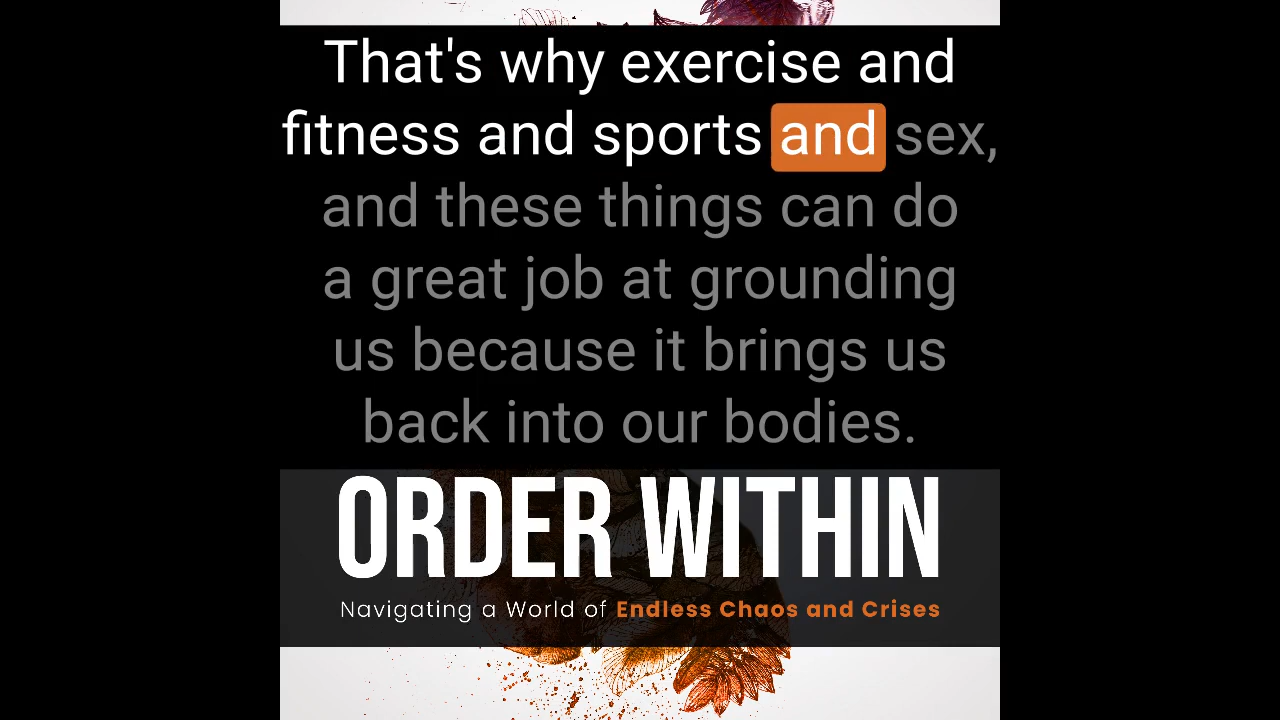 That's why exercise and
fitness and sports and sex,
and these things can do
a great job at grounding
us because it brings us
back into our bodies.
ORDER WITHIN
Navigating a World of Endless Chaos and Crises